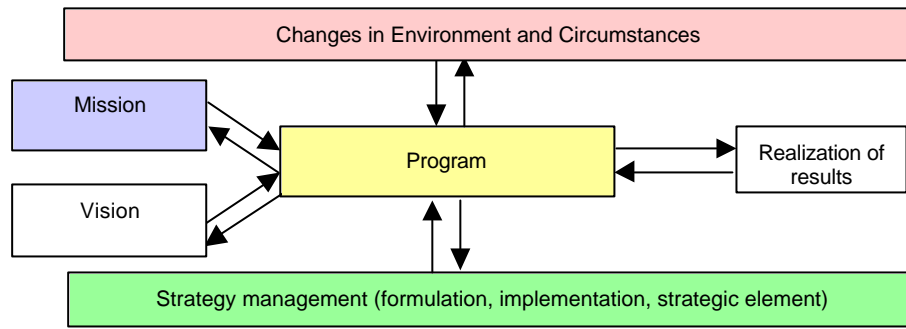 Changes in Environment and Circumstances
Mission
Program
Realization of
results
Vision
Strategy management (formulation, implementation, strategic element)